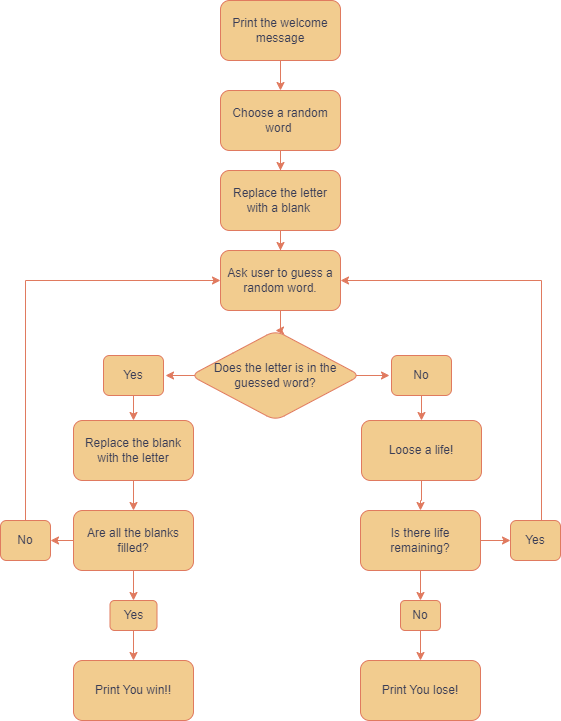 Print the welcome
message
Choose a random
word
Replace the letter
with a blank
Ask user to guess a
random word.
Does the letter is in the
guessed word?
Yes
No
Replace the blank
with the letter
Loose a life!
Are all the blanks
filled?
No
Is there life
remaining?
Yes
Yes
No
Print You win!!
Print You lose!